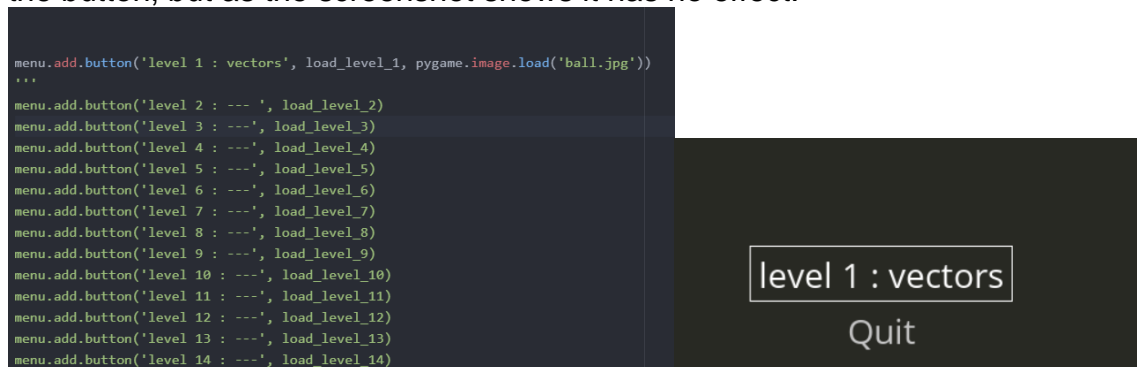 the button, but as the screenshot shows it has no effect.
menu.add.button('level 1 : vectors', load_level_1, pygame.image.load('ball.jpg'))
'''
menu.add.button('level 2 : --- ', load_level_2)
menu.add.button('level 3 : ---', load_level_3)
menu.add.button('level 4 : ---', load_level_4)
menu.add.button('level 5 : ---', load_level_5)
menu.add.button('level 6 : ---', load_level_6)
menu.add.button('level 7 : ---', load_level_7)
menu.add.button('level 8 : ---', load_level_8)
menu.add.button('level 9 : ---', load_level_9)
menu.add.button('level 10 : ---', load_level_10)
menu.add.button('level 11 : ---', load_level_11)
menu.add.button('level 12 : ---', load_level_12)
menu.add.button('level 13 : ---', load_level_13)
menu.add.button('level 14 : ---', load_level_14)
level 1 : vectors
Quit